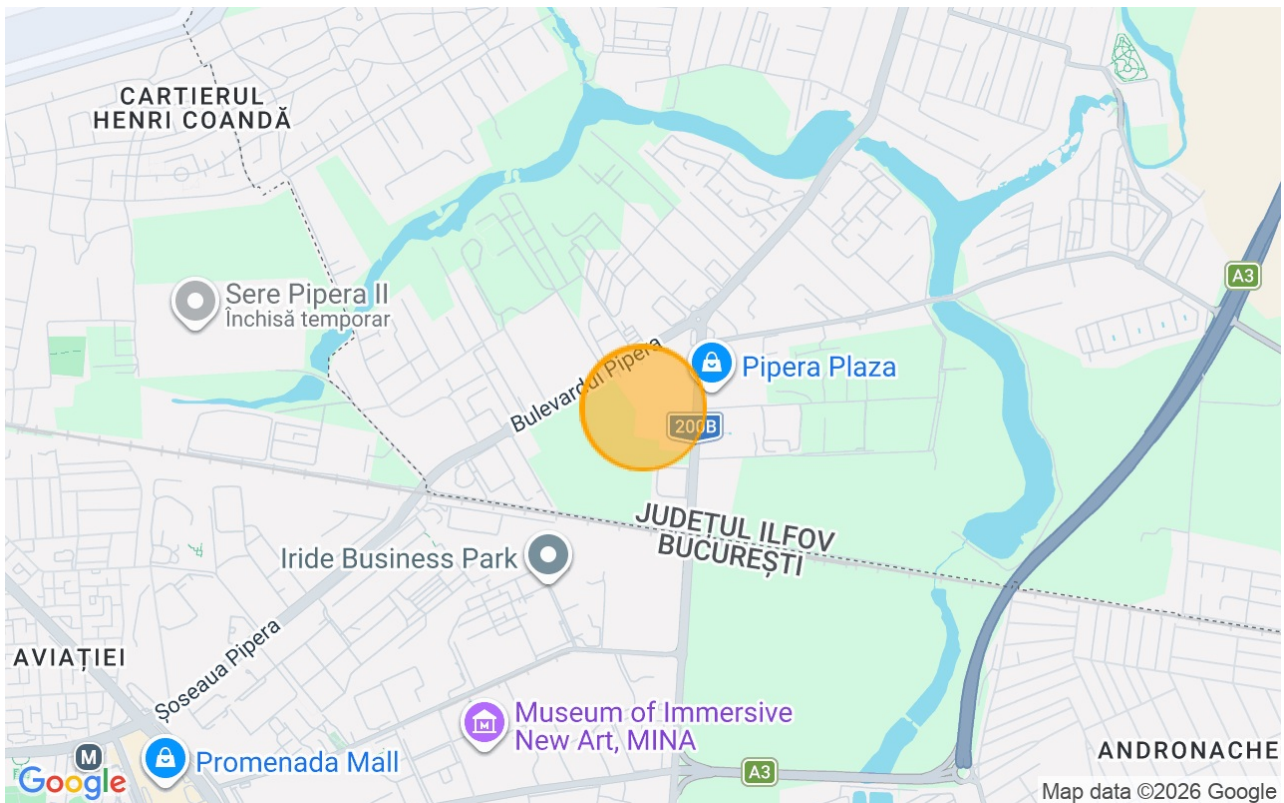 CARTIERUL
HENRI COANDĂ
A3
Sere Pipera II
Închisă temporar
Bulevardul Pipera
Pipera Plaza
200B
JUDEȚUL ILFOV
BUCUREȘTI
Iride Business Park
AVIAȚIEI
Șoseaua Pipera
Museum of Immersive
New Art, MINA
ANDRONACHE
M
Promenada Mall
A3
Google
Map data ©2026 Google